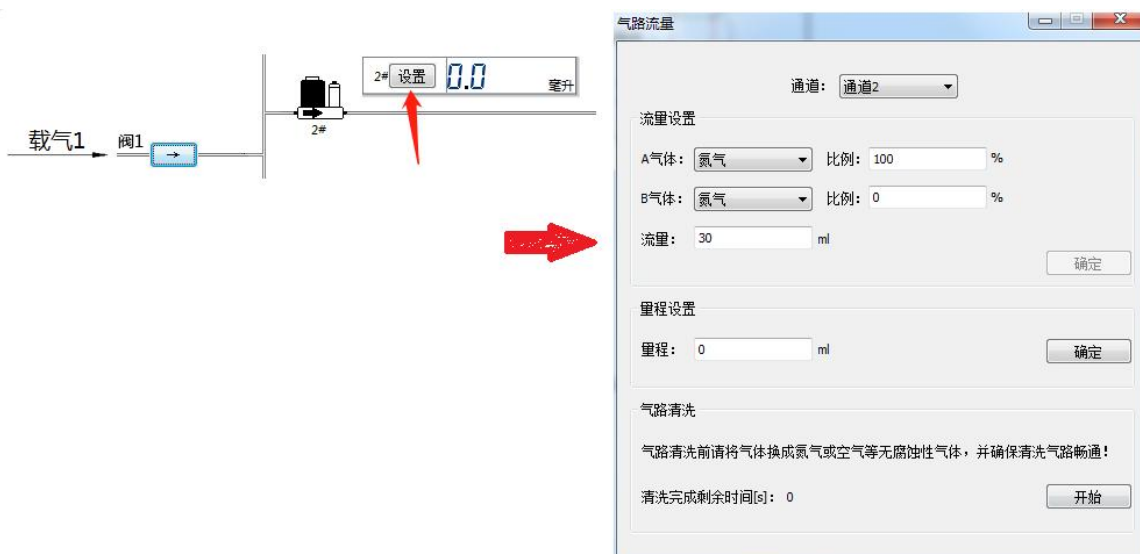 2# 设置 0.0 毫升
载气1 阀1 →
2#
气路流量
通道： 通道2
流量设置
A气体： 氮气 比例： 100 %
B气体： 氮气 比例： 0 %
流量： 30 ml
确定
量程设置
量程： 0 ml 确定
气路清洗
气路清洗前请将气体换成氮气或空气等无腐蚀性气体，并确保清洗气路畅通！
清洗完成剩余时间[s]： 0 开始